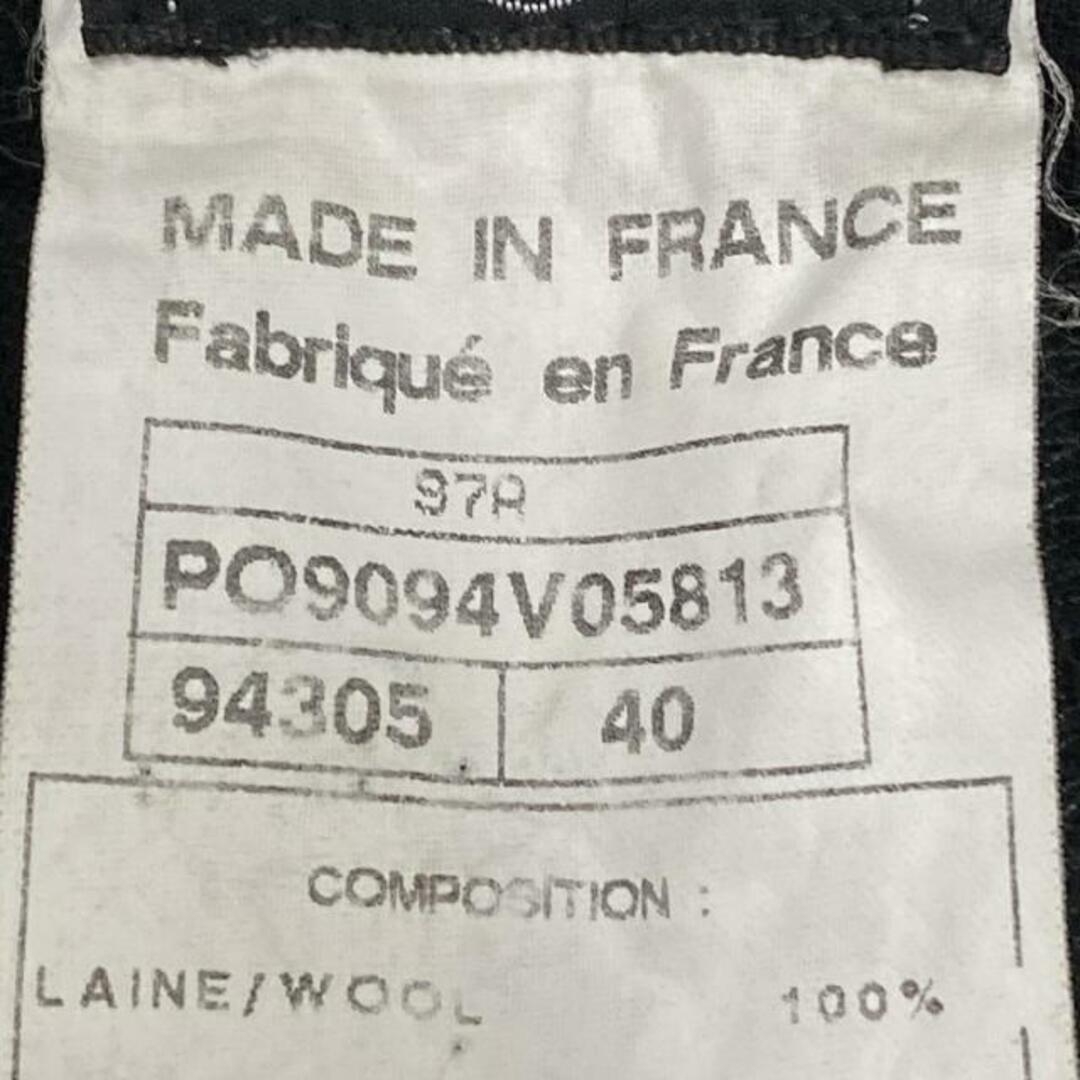 MADE IN FRANCE
Fabriqué en France
97A
PO9094V05813
94305 40
COMPOSITION :
LAINE/WOOL 100%